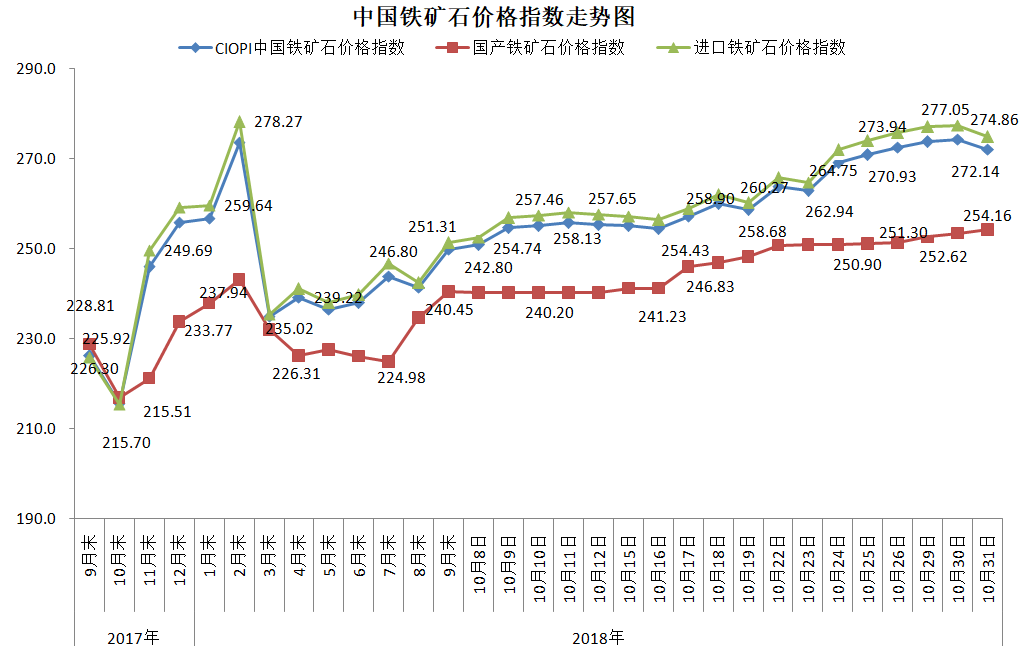 中国铁矿石价格指数走势图
CIOPI中国铁矿石价格指数 国产铁矿石价格指数 进口铁矿石价格指数
290.0
270.0
250.0
230.0
210.0
190.0
278.27
277.05
274.86
273.94
272.14
270.93
264.75
262.94
260.27
258.90
258.68
259.64
257.46
257.65
258.13
254.74
254.43
254.16
252.62
251.30
251.31
250.90
249.69
246.80
246.83
242.80
241.23
240.45
240.20
239.22
237.94
235.02
233.77
228.81
225.92
226.30
226.31
224.98
215.51
215.70
9月末
10月末
11月末
12月末
1月末
2月末
3月末
4月末
5月末
6月末
7月末
8月末
9月末
10月8日
10月9日
10月10日
10月11日
10月12日
10月15日
10月16日
10月17日
10月18日
10月19日
10月22日
10月23日
10月24日
10月25日
10月26日
10月29日
10月30日
10月31日
2017年 2018年